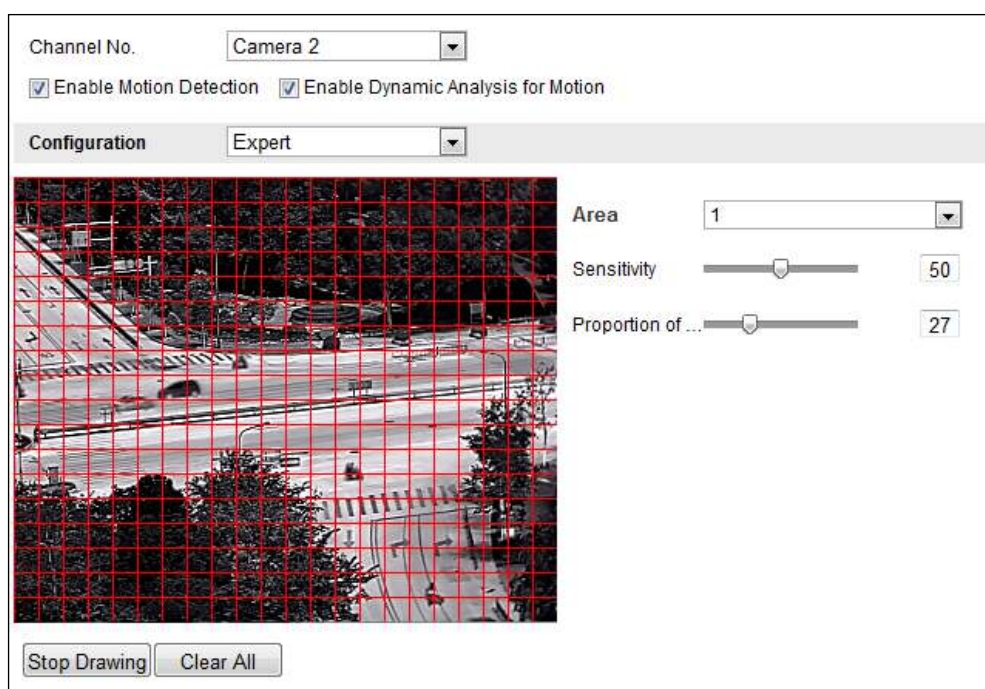 Channel No. Camera 2
Enable Motion Detection Enable Dynamic Analysis for Motion
Configuration Expert
Area 1
Sensitivity 50
Proportion of ... 27
Stop Drawing Clear All